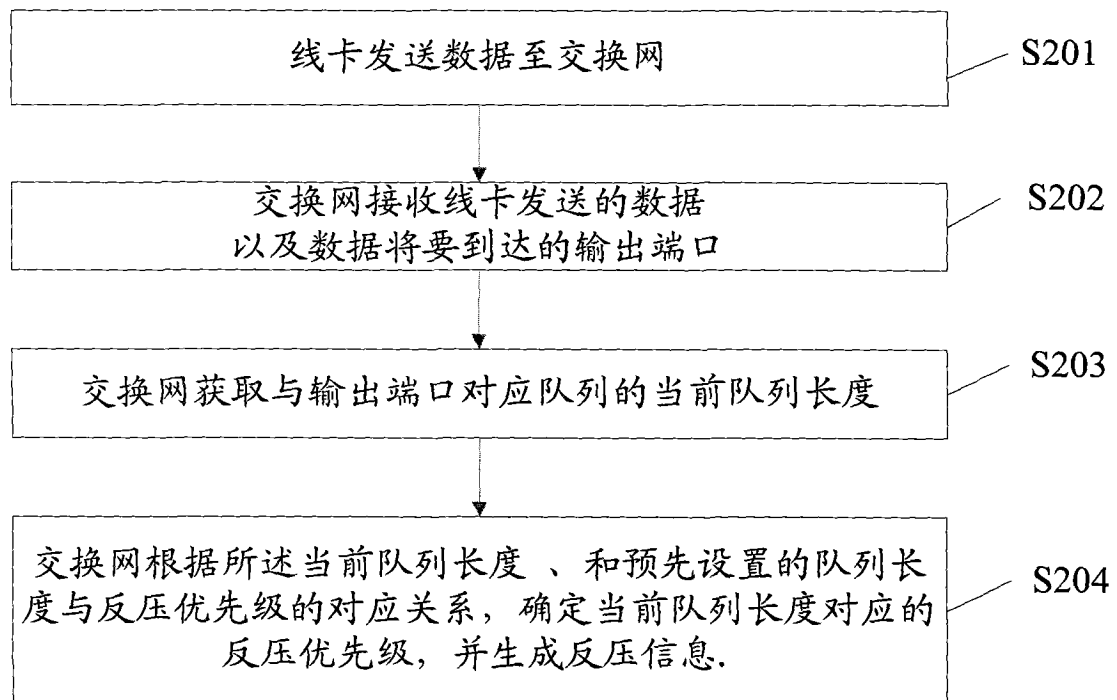 线卡发送数据至交换网
S201
交换网接收线卡发送的数据
以及数据将要到达的输出端口
S202
交换网获取与输出端口对应队列的当前队列长度
S203
交换网根据所述当前队列长度 、和预先设置的队列长
度与反压优先级的对应关系，确定当前队列长度对应的
反压优先级，并生成反压信息.
S204